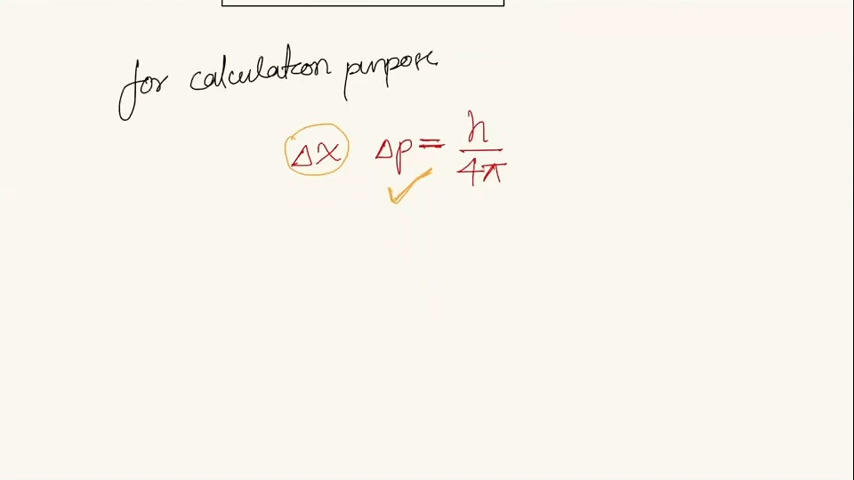 for calculation purpose
Δx Δp = h/4π